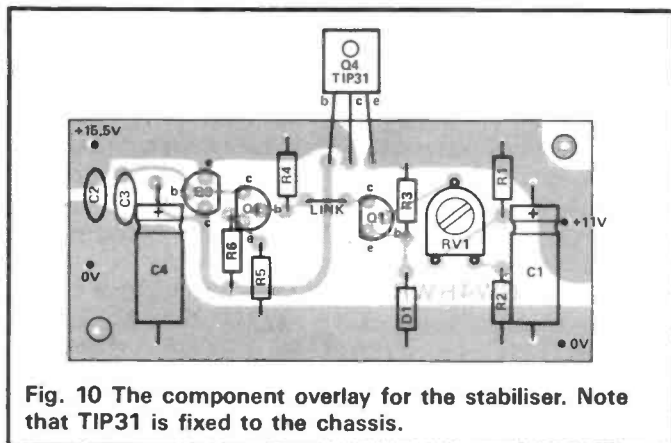 Q4
TIP31
b c e
+15.5V
C2
C3
C4
0V
e
b
c
c
b
e
R4
R6
R5
LINK
c
Q1
e
R3
D1
RV1
R1
R2
C1
+11V
0V
Fig. 10 The component overlay for the stabiliser. Note
that TIP31 is fixed to the chassis.